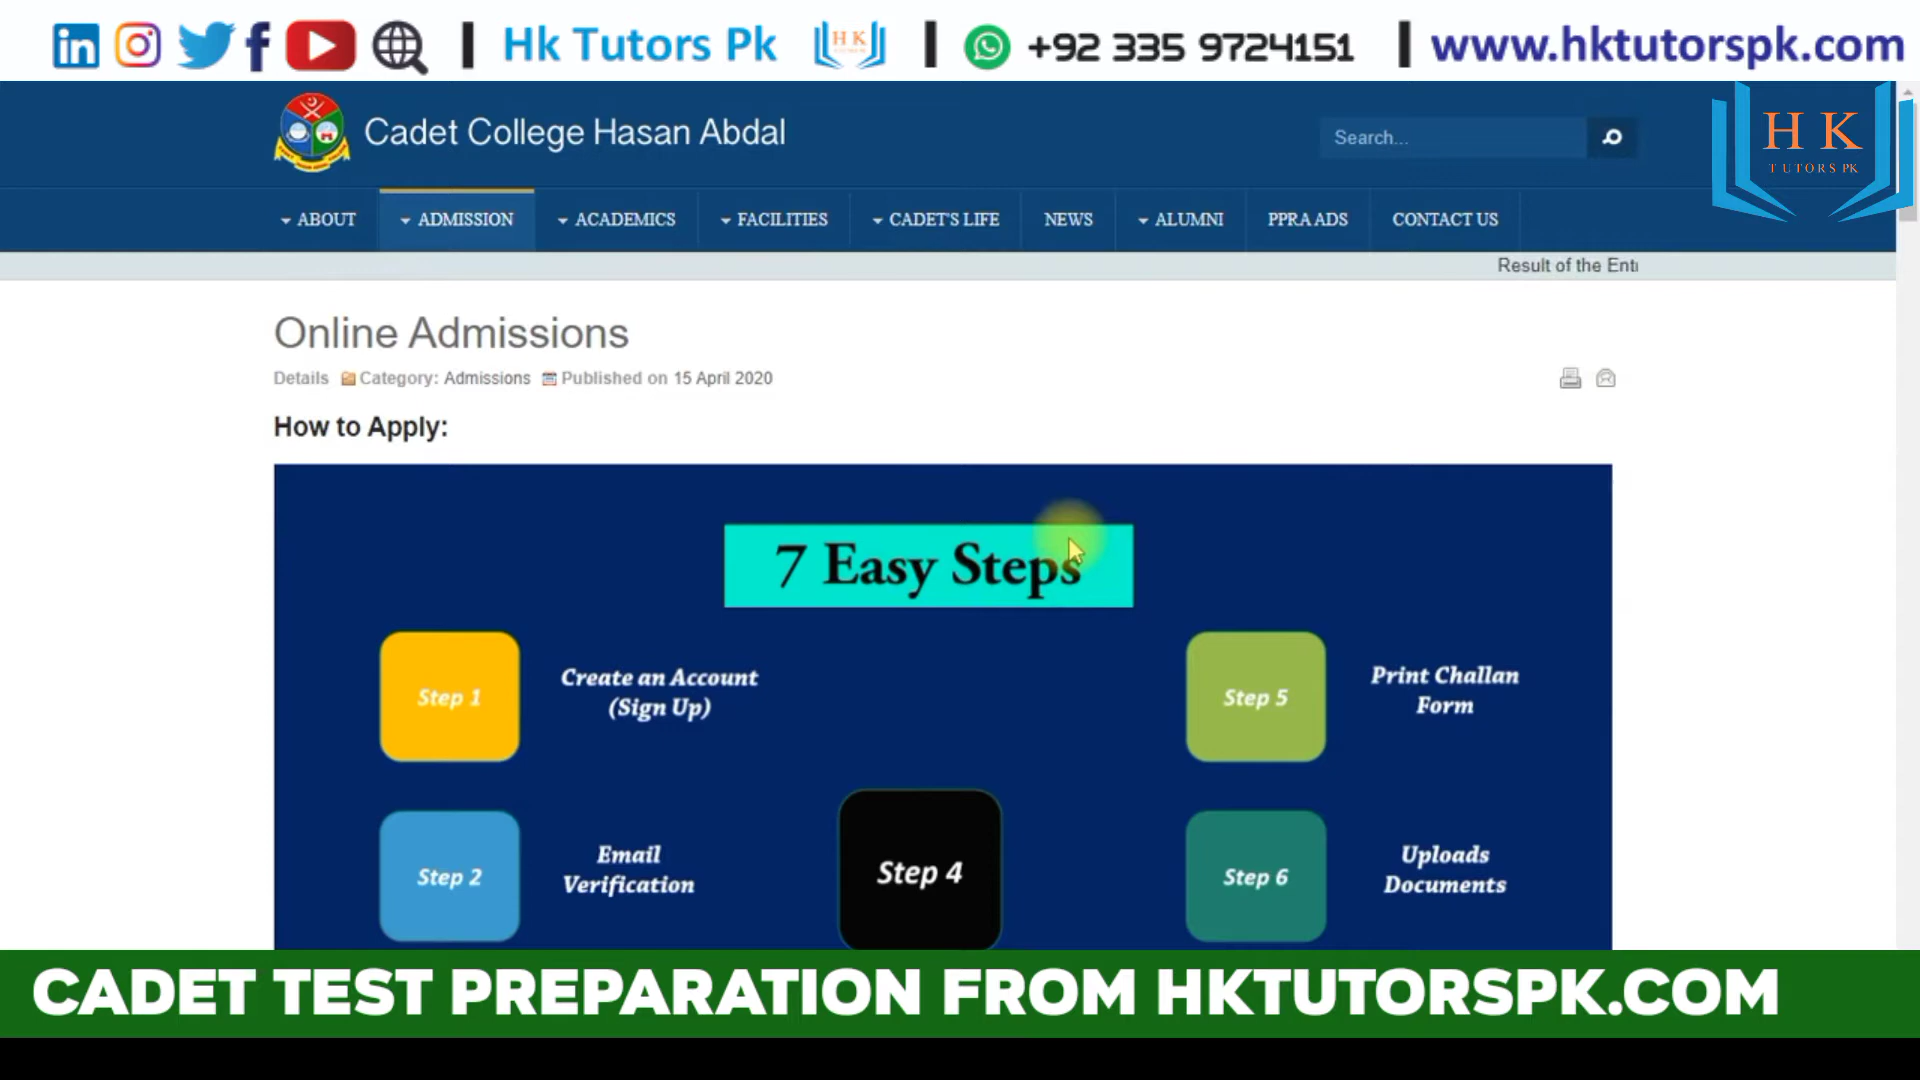 Hk Tutors Pk
HK
+92 335 9724151
www.hktutorspk.com
Cadet College Hasan Abdal
Search...
HK
TUTORS PK
ABOUT
ADMISSION
ACADEMICS
FACILITIES
CADET'S LIFE
NEWS
ALUMNI
PPRA ADS
CONTACT US
Result of the Ent
Online Admissions
Details Category: Admissions Published on 15 April 2020
How to Apply:
7 Easy Steps
Step 1
Create an Account
(Sign Up)
Step 2
Email
Verification
Step 4
Step 5
Print Challan
Form
Step 6
Uploads
Documents
CADET TEST PREPARATION FROM HKTUTORSPK.COM